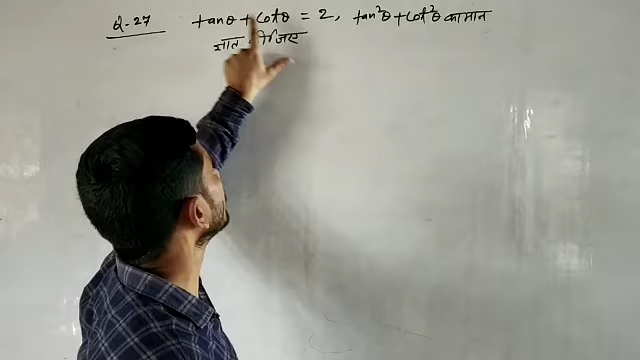 Q-27 tanθ + cotθ = 2, tan²θ + cot²θ का मान
ज्ञात कीजिए